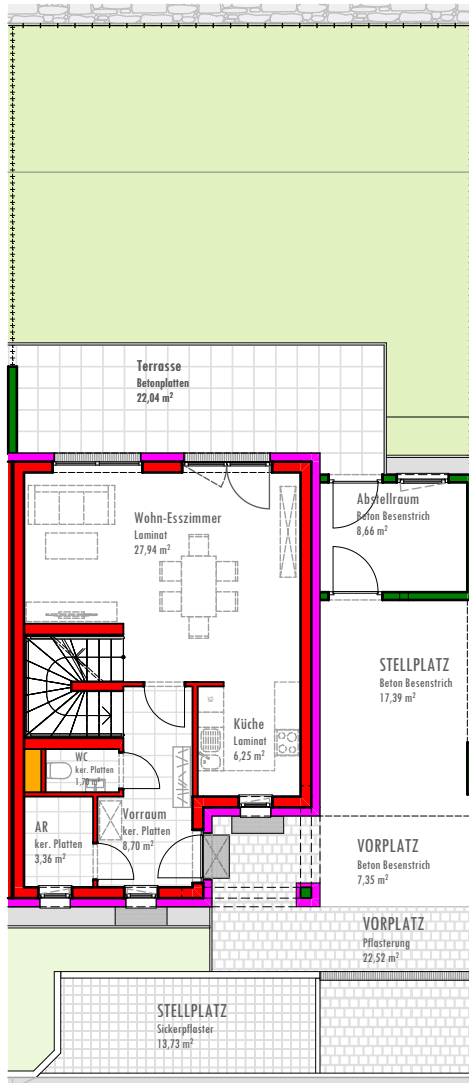 Terrasse
Betonplatten
22,04 m²
Wohn-Esszimmer
Laminat
27,94 m²
Abstellraum
Beton Besenstrich
8,66 m²
STELLPLATZ
Beton Besenstrich
17,39 m²
Küche
Laminat
6,25 m²
WC
ker. Platten
AR
ker. Platten
3,36 m²
Vorraum
ker. Platten
8,70 m²
VORPLATZ
Beton Besenstrich
7,35 m²
VORPLATZ
Pflasterung
22,52 m²
STELLPLATZ
Sickerpflaster
13,73 m²